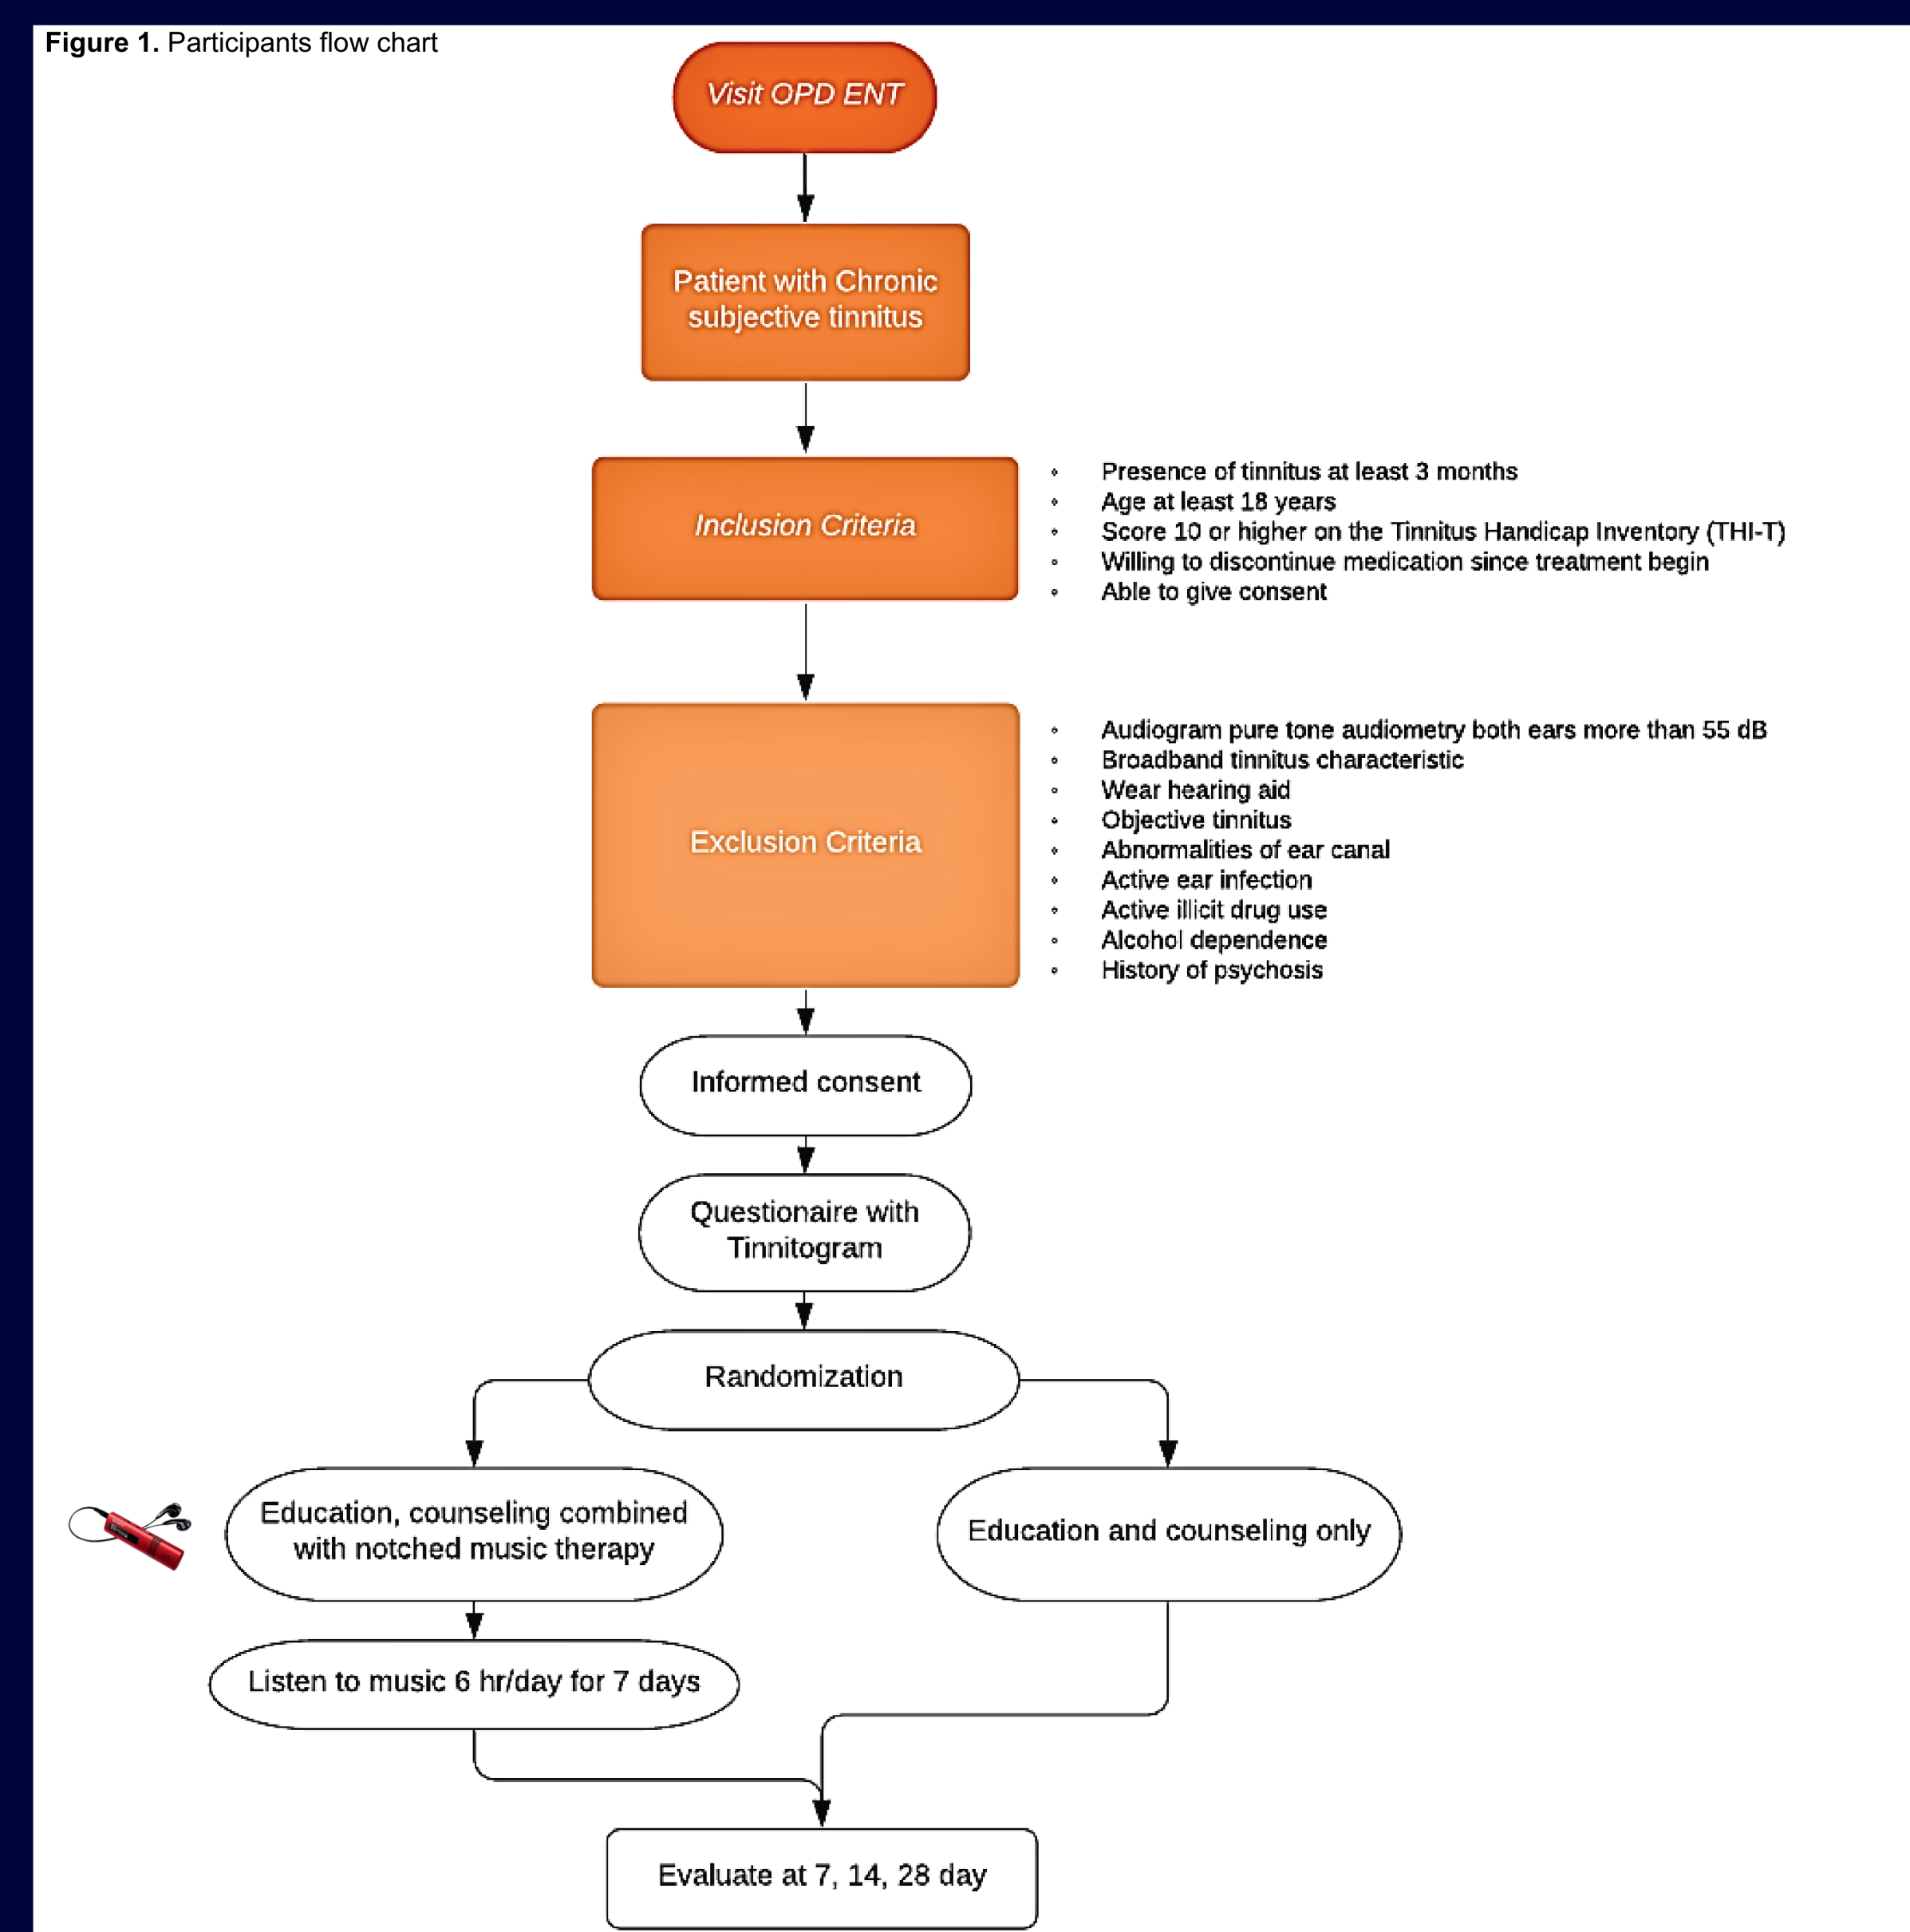 Figure 1. Participants flow chart
Visit OPD ENT
Patient with Chronic
subjective tinnitus
Inclusion Criteria
◦ Presence of tinnitus at least 3 months
◦ Age at least 18 years
◦ Score 10 or higher on the Tinnitus Handicap Inventory (THI-T)
◦ Willing to discontinue medication since treatment begin
◦ Able to give consent
Exclusion Criteria
◦ Audiogram pure tone audiometry both ears more than 55 dB
◦ Broadband tinnitus characteristic
◦ Wear hearing aid
◦ Objective tinnitus
◦ Abnormalities of ear canal
◦ Active ear infection
◦ Active illicit drug use
◦ Alcohol dependence
◦ History of psychosis
Informed consent
Questionaire with
Tinnitogram
Randomization
Education, counseling combined
with notched music therapy
Education and counseling only
Listen to music 6 hr/day for 7 days
Evaluate at 7, 14, 28 day